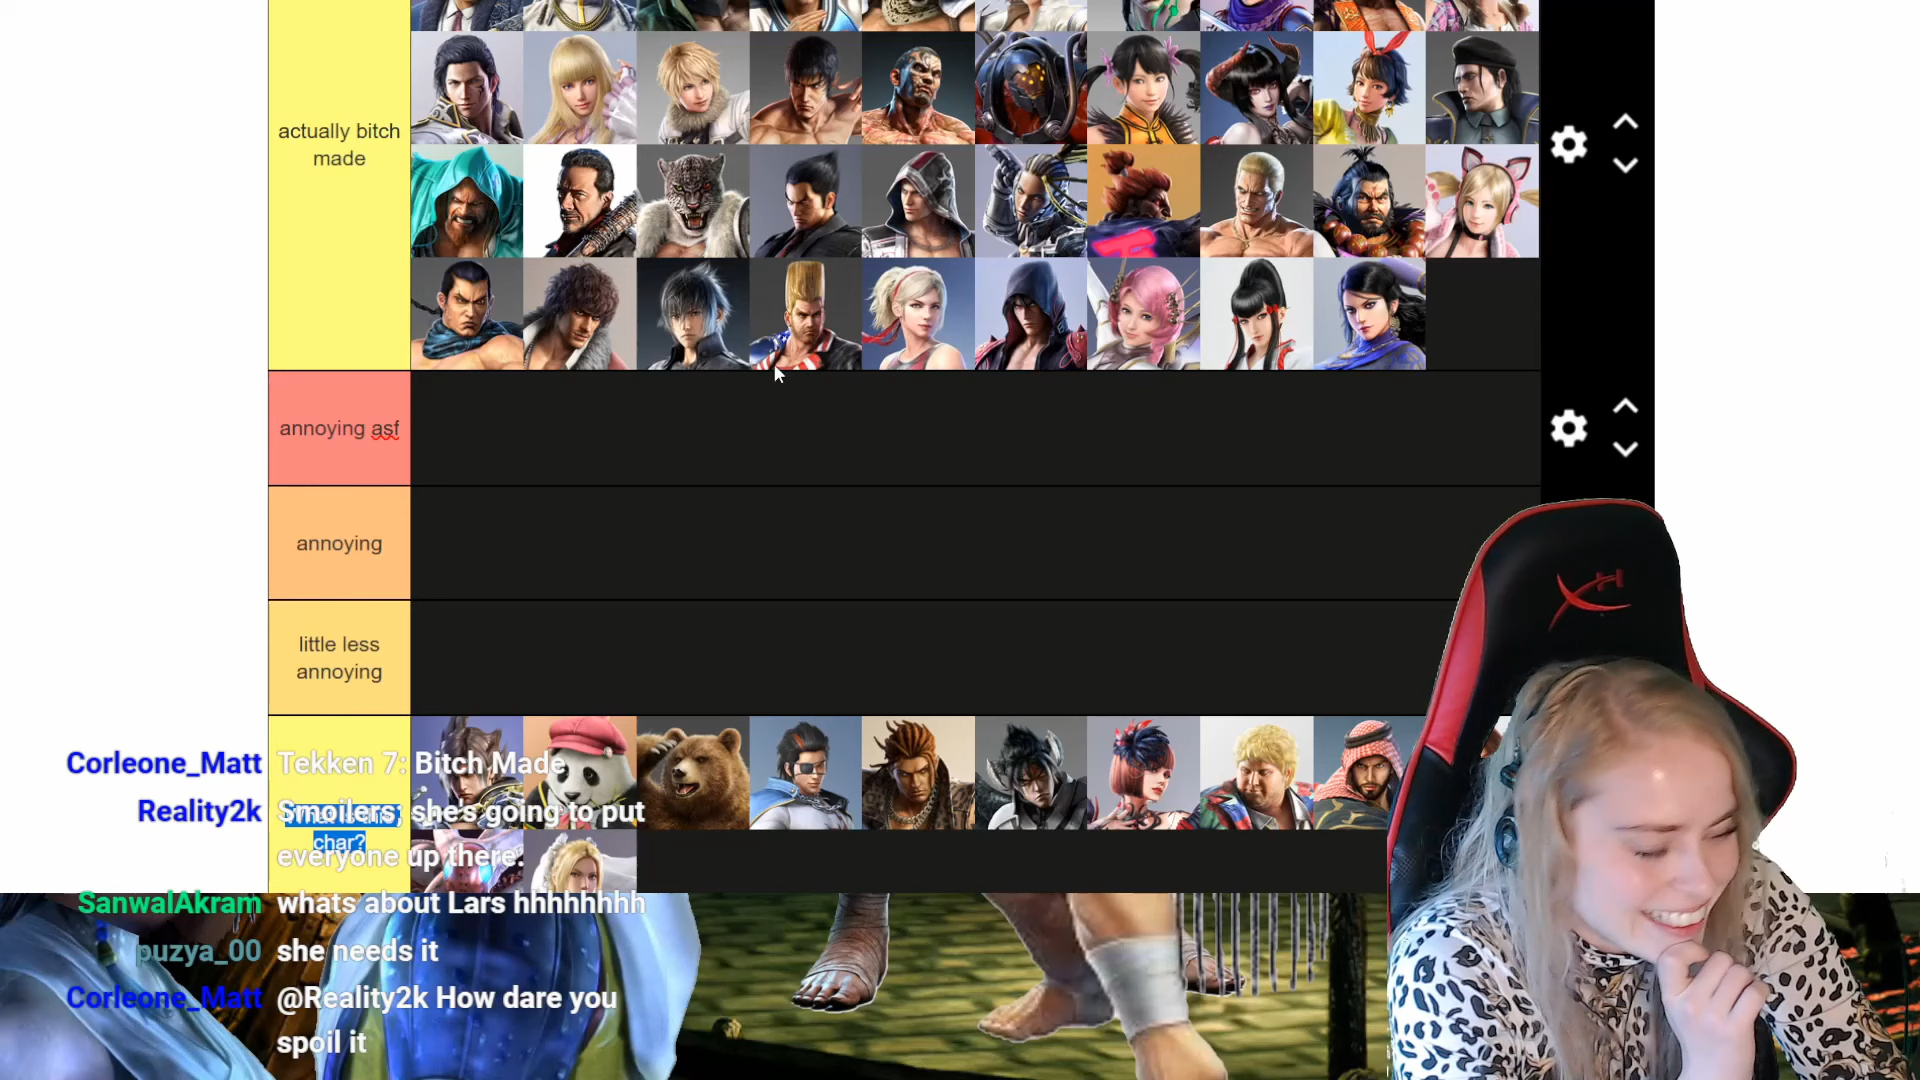 actually bitch
made
annoying asf
annoying
little less
annoying
Corleone_Matt Tekken 7: Bitch Made
Reality2k Smoilers; she's going to put
everyone up there.
char?
SanwalAkram whats about Lars hhhhhhhh
puzya_00 she needs it
Corleone_Matt @Reality2k How dare you
spoil it